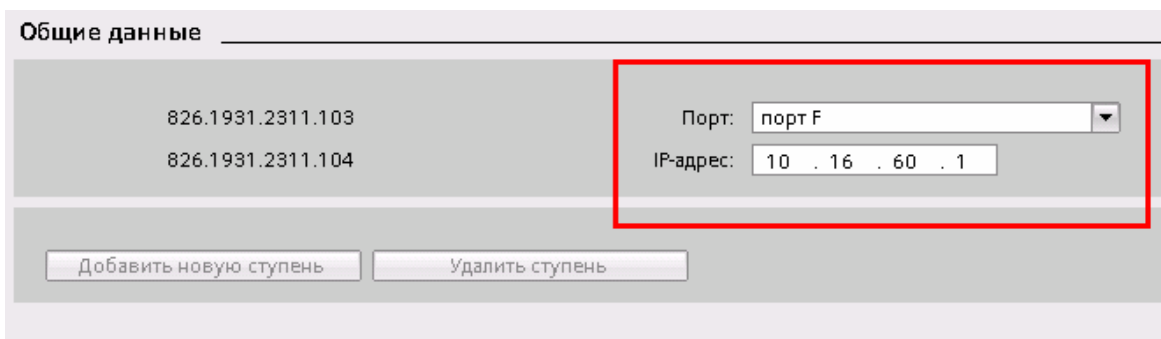 Общие данные
826.1931.2311.103 Порт: порт F
826.1931.2311.104 IP-адрес: 10 . 16 . 60 . 1
Добавить новую ступень Удалить ступень